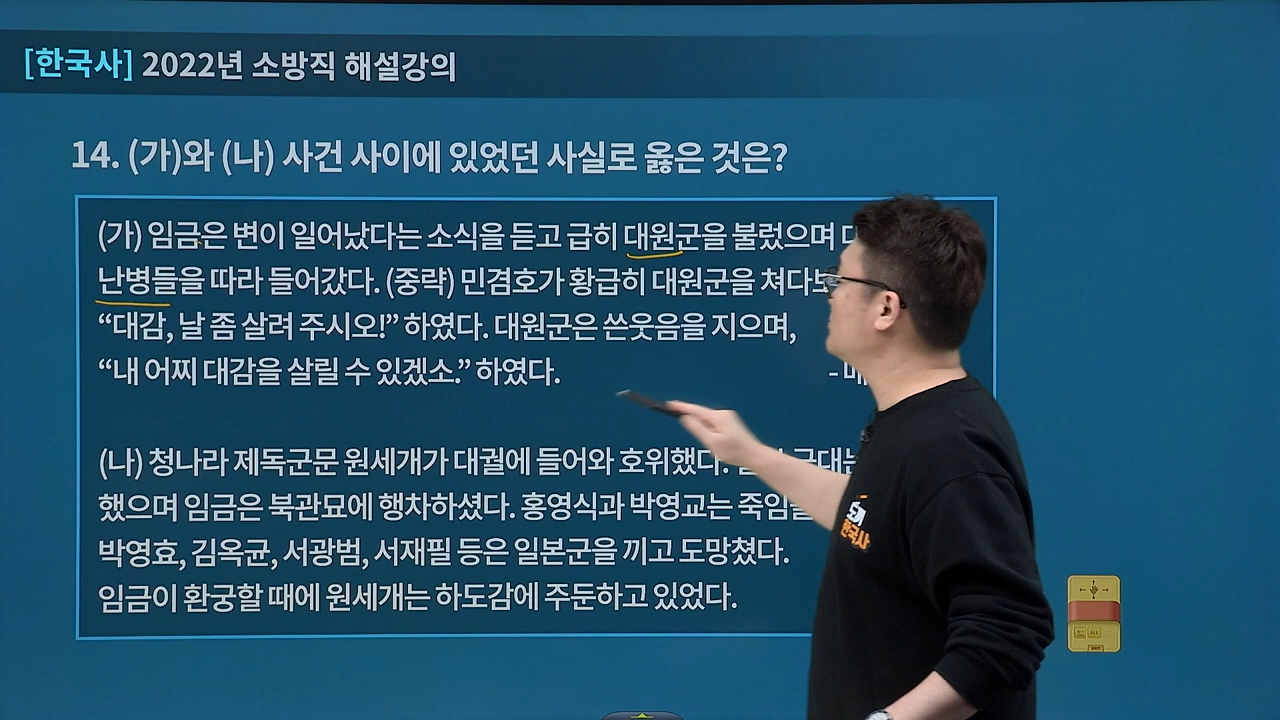 [한국사] 2022년 소방직 해설강의
14. (가)와 (나) 사건 사이에 있었던 사실로 옳은 것은?
(가) 임금은 변이 일어났다는 소식을 듣고 급히 대원군을 불렀으며
난병들을 따라 들어갔다. (중략) 민겸호가 황급히 대원군을
“대감, 날 좀 살려 주시오!” 하였다. 대원군은 쓴웃음을 지으며,
“내 어찌 대감을 살릴 수 있겠소.” 하였다. -
(나) 청나라 제독군문 원세개가 대궐에 들어와 호위했다.
했으며 임금은 북관묘에 행차하셨다. 홍영식과 박영교는
박영효, 김옥균, 서광범, 서재필 등은 일본군을 끼고 도망쳤다.
임금이 환궁할 때에 원세개는 하도감에 주둔하고 있었다.
한국사
ALL
EXIT